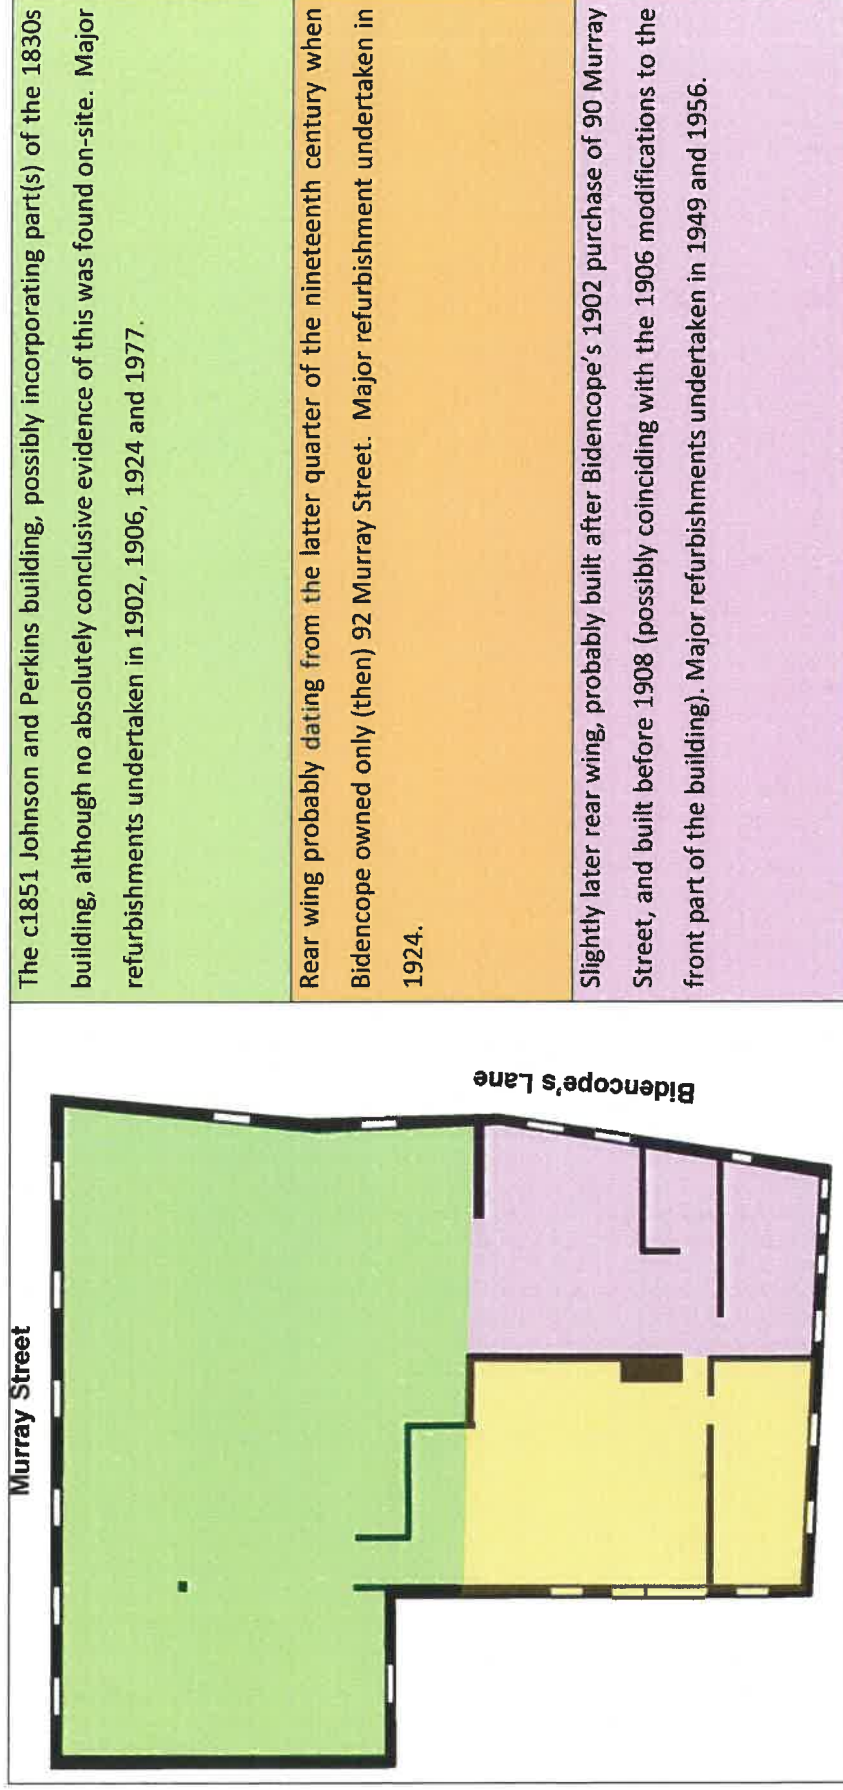 Murray Street
Bidencope's Lane
The c1851 Johnson and Perkins building, possibly incorporating part(s) of the 1830s
building, although no absolutely conclusive evidence of this was found on-site. Major
refurbishments undertaken in 1902, 1906, 1924 and 1977.
Rear wing probably dating from the latter quarter of the nineteenth century when
Bidencope owned only (then) 92 Murray Street. Major refurbishment undertaken in
1924.
Slightly later rear wing, probably built after Bidencope's 1902 purchase of 90 Murray
Street, and built before 1908 (possibly coinciding with the 1906 modifications to the
front part of the building). Major refurbishments undertaken in 1949 and 1956.